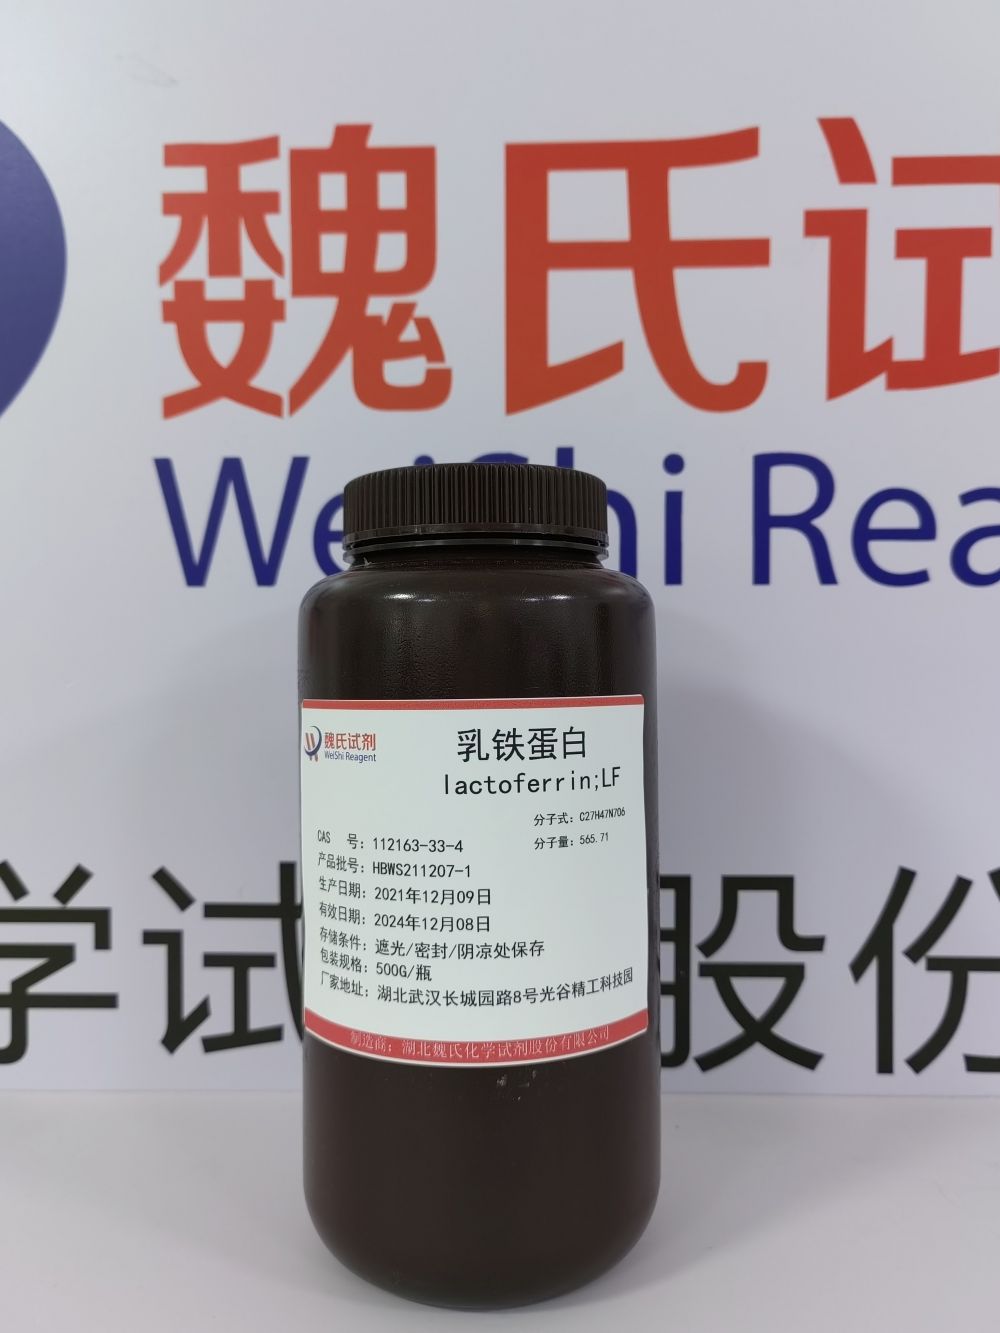 魏氏试
WeiShi Rea
学试
股份
魏氏试剂
WeiShi Reagent
乳铁蛋白
lactoferrin;LF
分子式：C27H47N7O6
分子量：565.71
CAS 号：112163-33-4
产品批号：HBWS211207-1
生产日期：2021年12月09日
有效日期：2024年12月08日
存储条件：遮光/密封/阴凉处保存
包装规格：500G/瓶
厂家地址：湖北武汉长城园路8号光谷精工科技园
制造商：湖北魏氏化学试剂股份有限公司